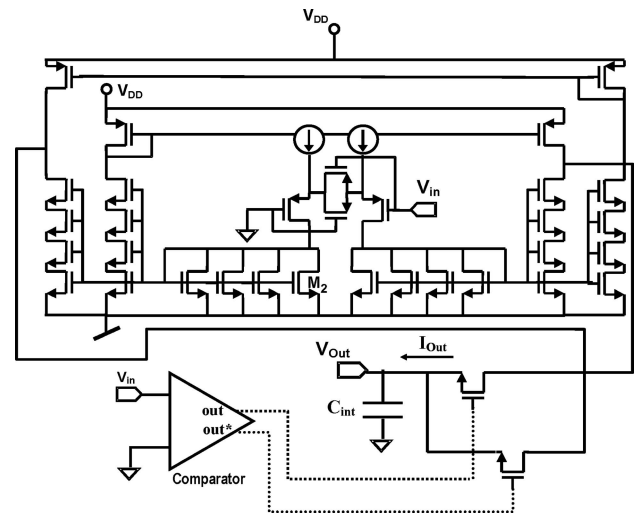 VDD
VDD
Vin
M2
VOut
IOut
Vin
out
out*
Cint
Comparator